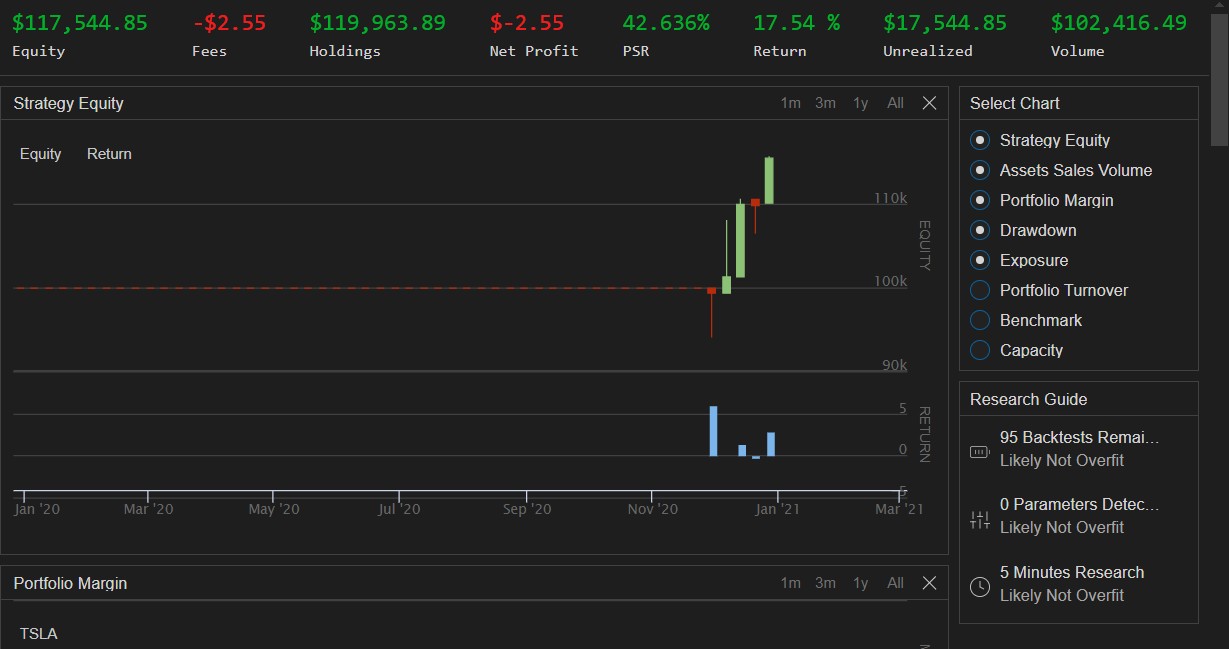 $117,544.85 -$2.55 $119,963.89 $-2.55 42.636% 17.54 % $17,544.85 $102,416.49
Equity Fees Holdings Net Profit PSR Return Unrealized Volume
Strategy Equity 1m 3m 1y All
Equity Return
110k
EQUITY
100k
90k
5
RETURN
0
-5
Jan '20 Mar '20 May '20 Jul '20 Sep '20 Nov '20 Jan '21 Mar '21
Portfolio Margin 1m 3m 1y All
TSLA
Select Chart
Strategy Equity
Assets Sales Volume
Portfolio Margin
Drawdown
Exposure
Portfolio Turnover
Benchmark
Capacity
Research Guide
95 Backtests Remai...
Likely Not Overfit
0 Parameters Detec...
Likely Not Overfit
5 Minutes Research
Likely Not Overfit